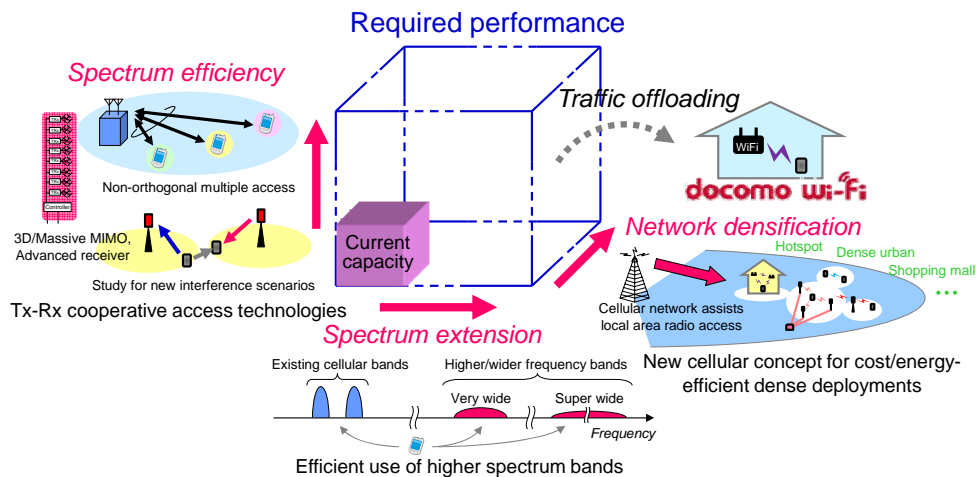 Required performance
Spectrum efficiency
Non-orthogonal multiple access
Controller
3D/Massive MIMO,
Advanced receiver
Study for new interference scenarios
Tx-Rx cooperative access technologies
Current
capacity
Traffic offloading
WiFi
docomo Wi-Fi
Network densification
Hotspot
Dense urban
Shopping mall
...
Cellular network assists
local area radio access
New cellular concept for cost/energy-
efficient dense deployments
Spectrum extension
Existing cellular bands
Higher/wider frequency bands
Very wide
Super wide
Frequency
Efficient use of higher spectrum bands